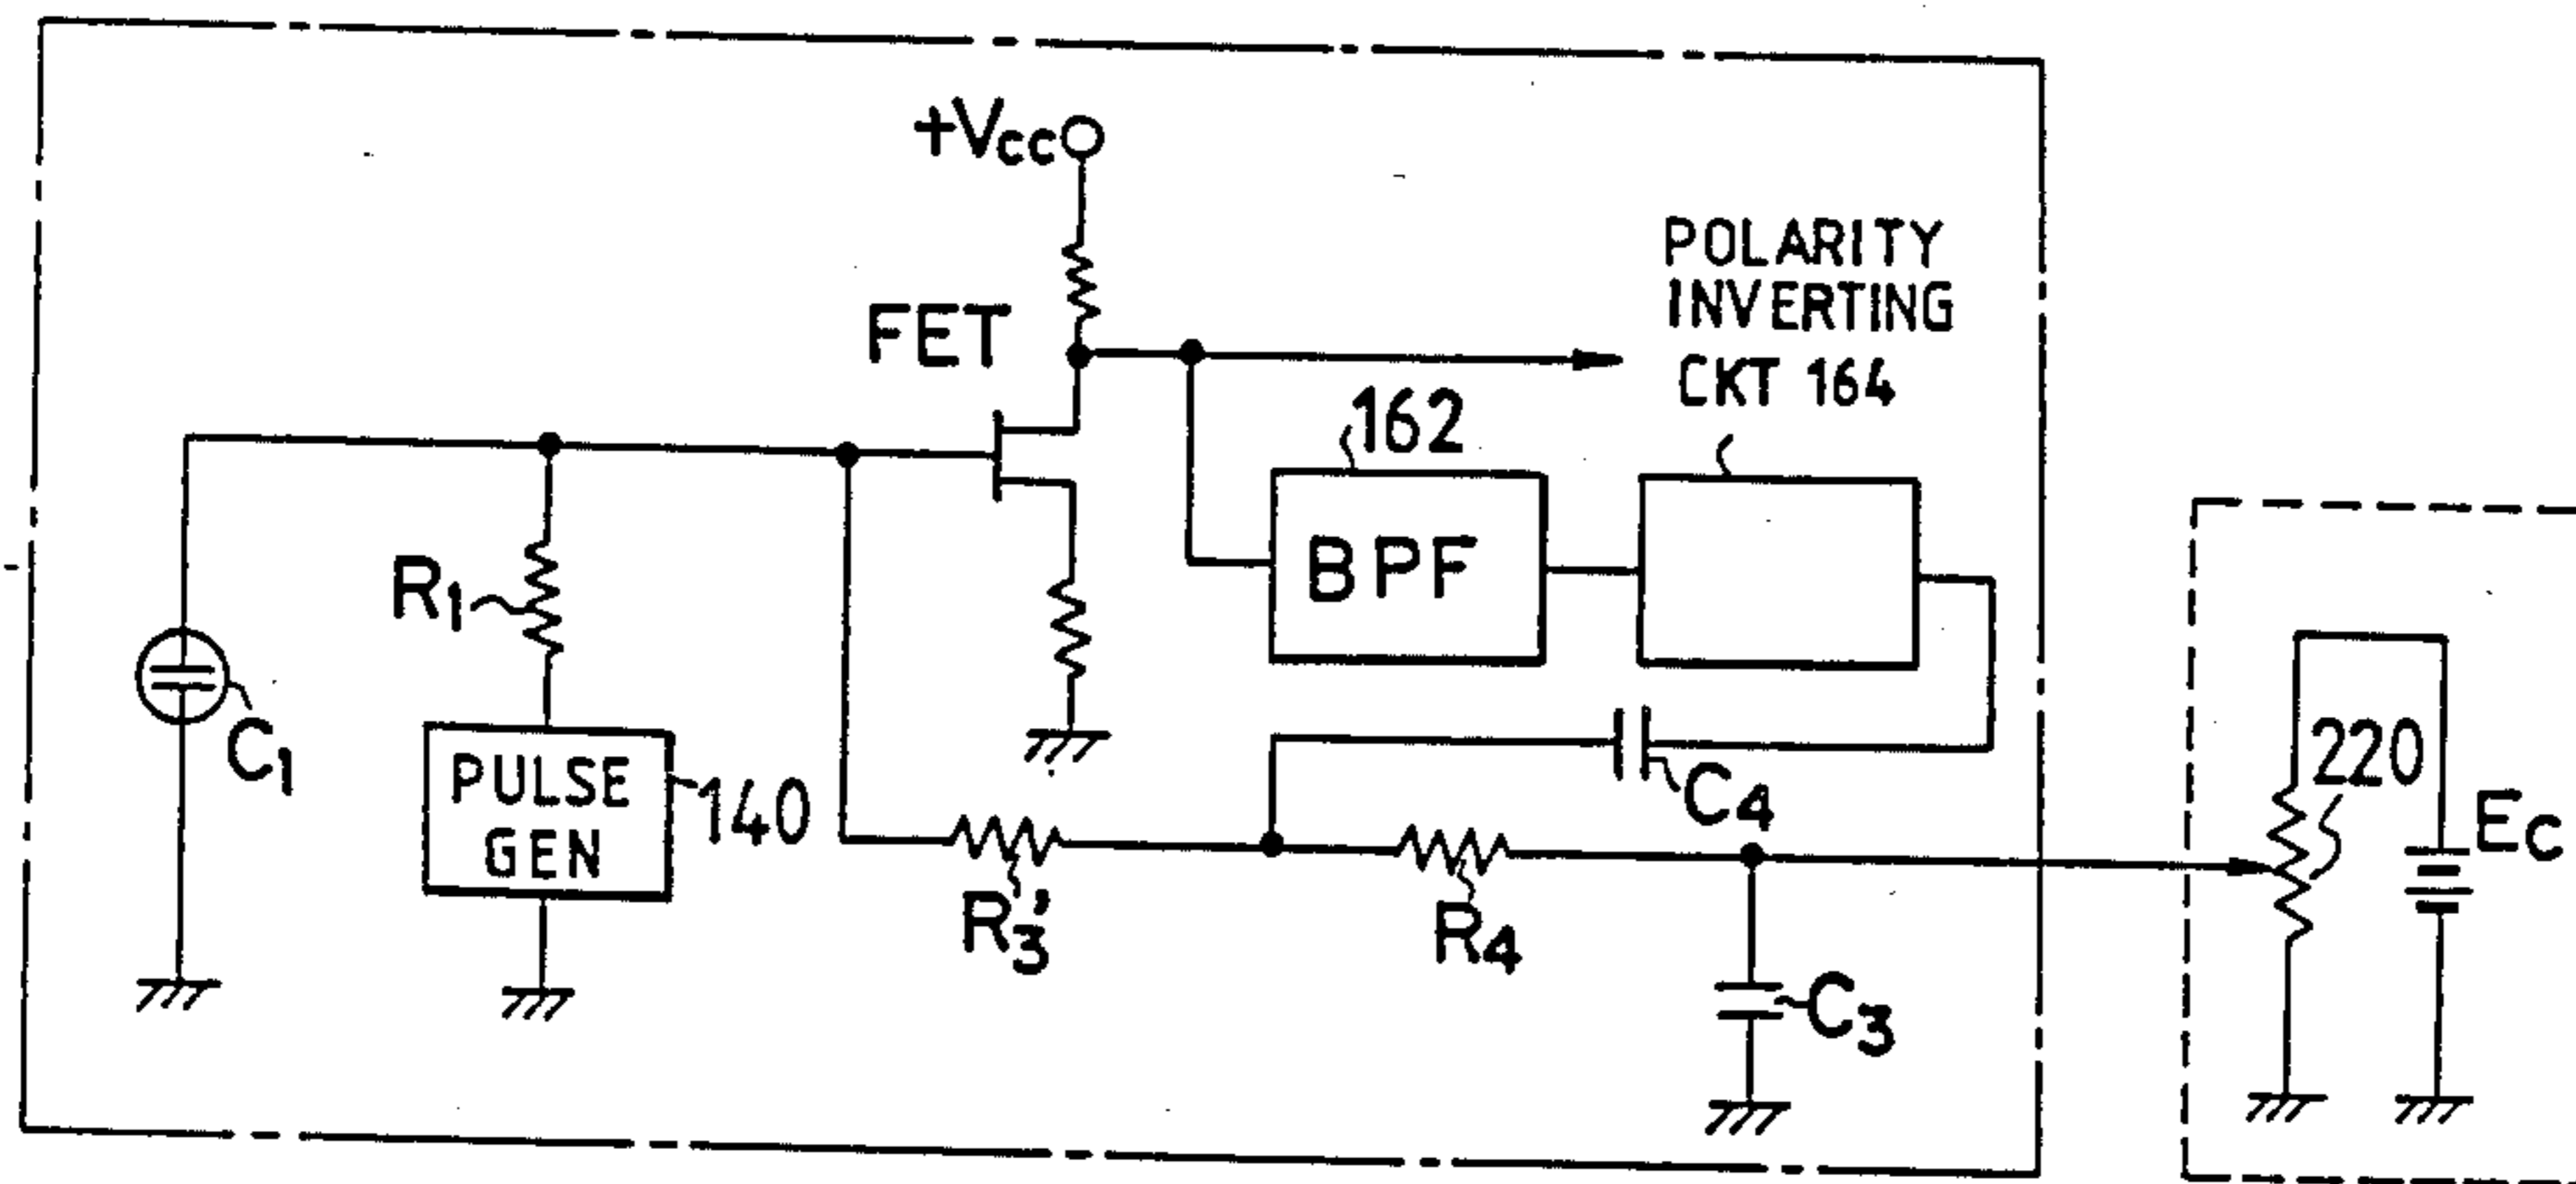 +Vcc
POLARITY
INVERTING
CKT 164
FET
162
BPF
R1
C1
PULSE
GEN
140
C4
220
Ec
R3'
R4
C3